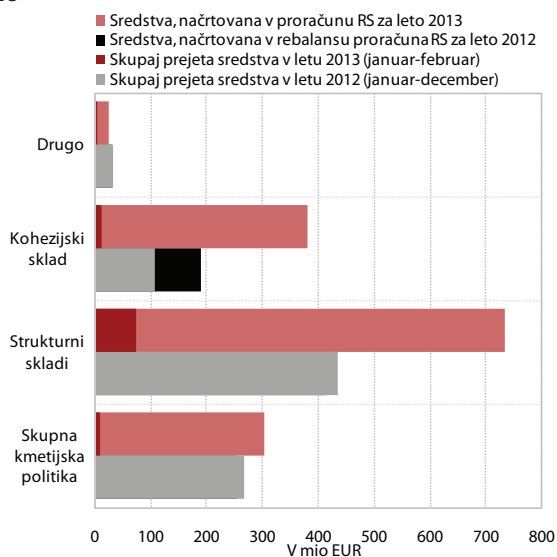 Sredstva, načrtovana v proračunu RS za leto 2013
Sredstva, načrtovana v rebalansu proračuna RS za leto 2012
Skupaj prejeta sredstva v letu 2013 (januar-februar)
Skupaj prejeta sredstva v letu 2012 (januar-december)
Drugo
Kohezijski
sklad
Strukturni
skladi
Skupna
kmetijska
politika
0 100 200 300 400 500 600 700 800
V mio EUR